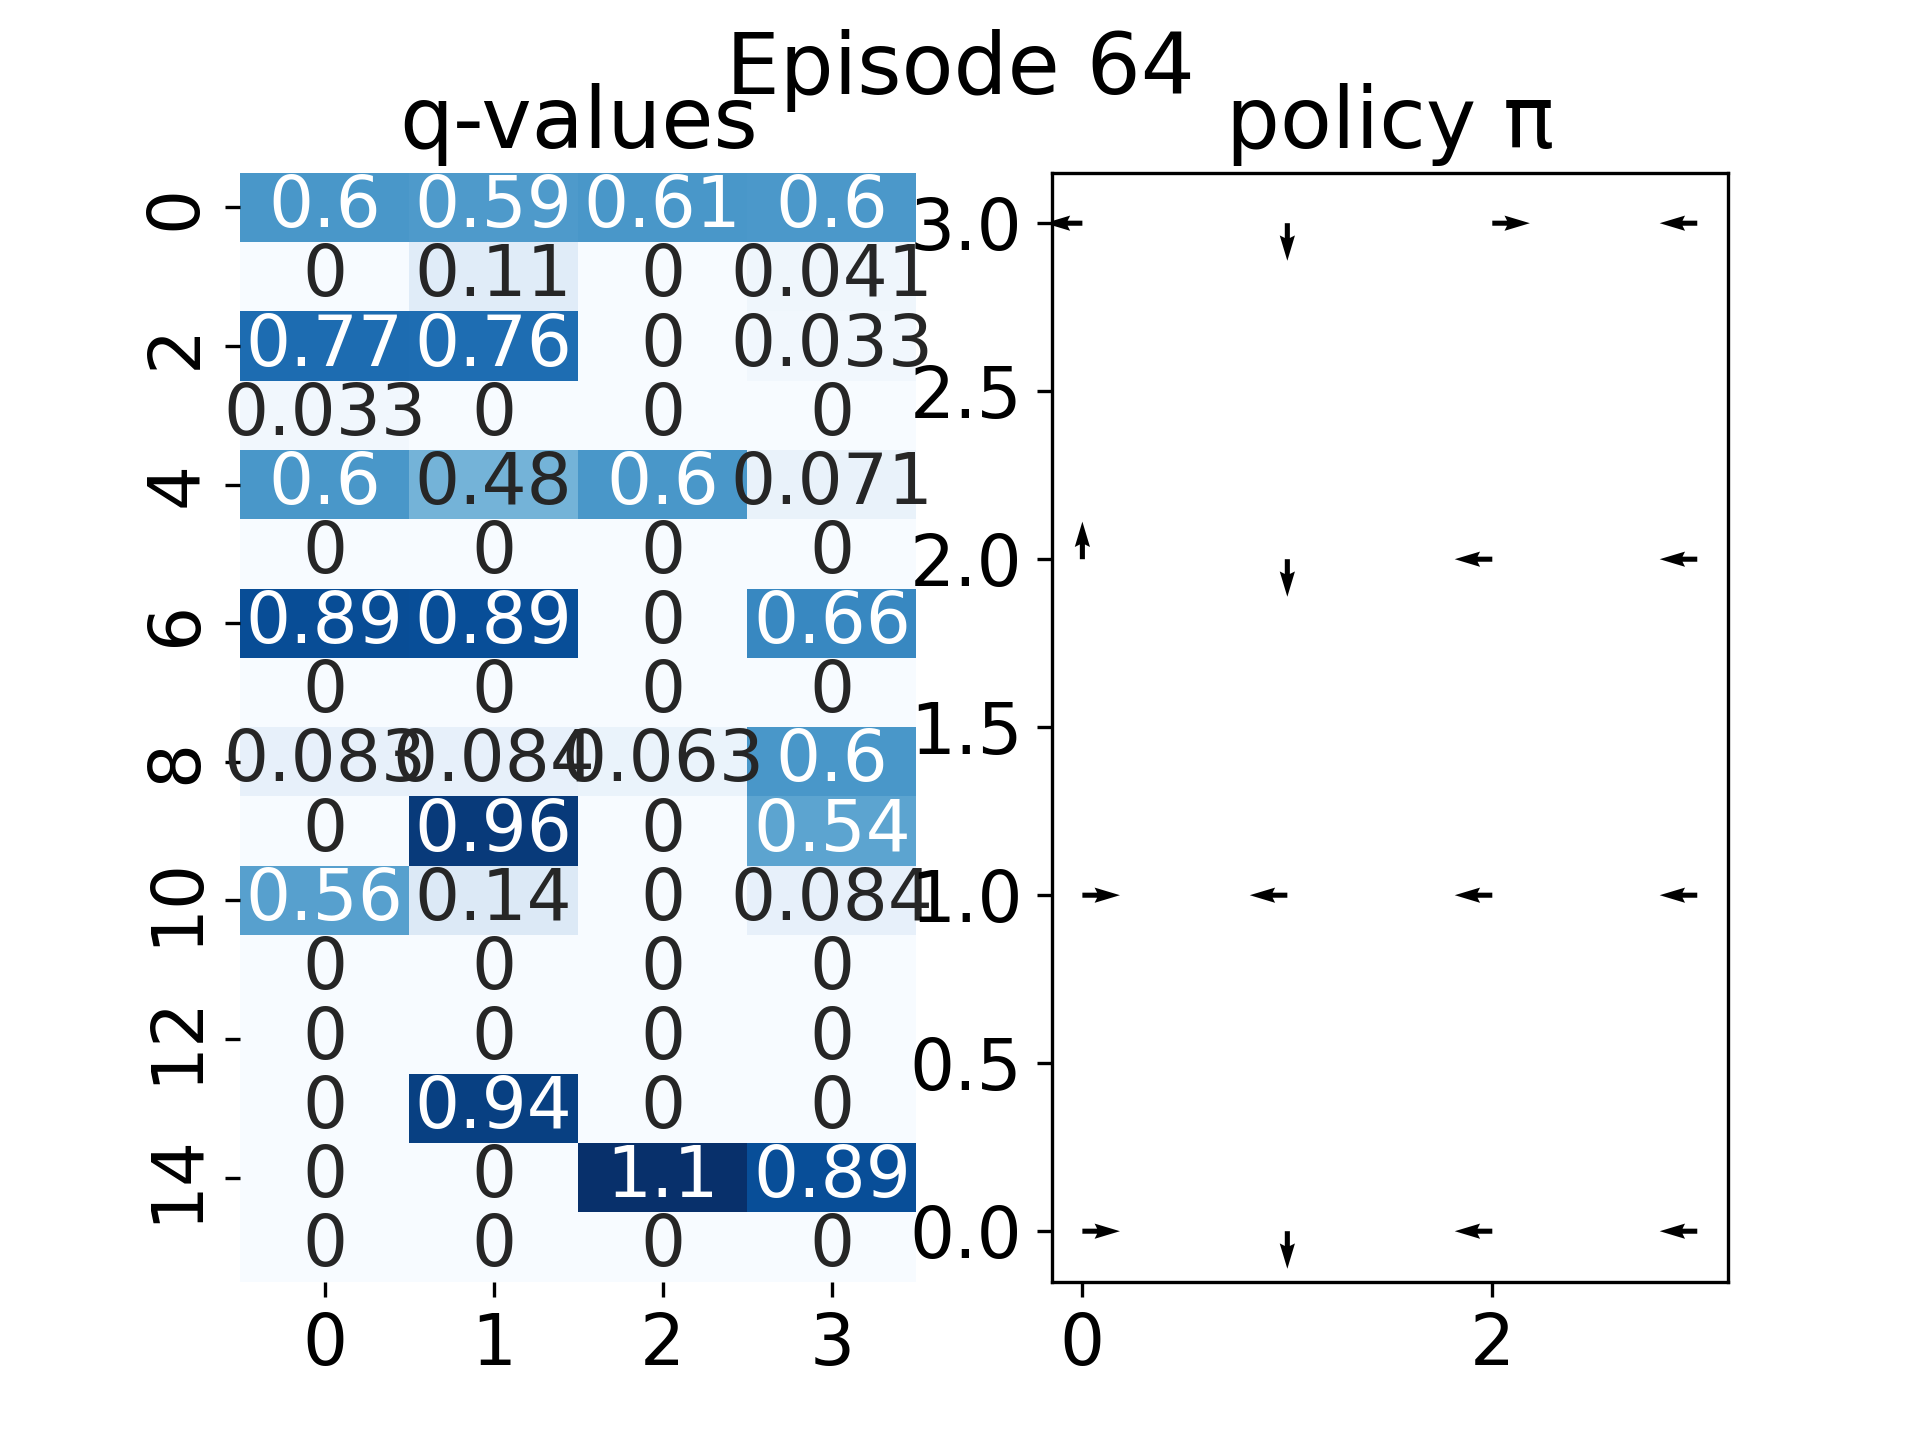 Episode 64
q-values
policy π
0 0.6 0.59 0.61 0.6
0 0.11 0 0.041
2 0.77 0.76 0 0.033
0.033 0 0 0
4 0.6 0.48 0.6 0.071
0 0 0 0
6 0.89 0.89 0 0.66
0 0 0 0
8 0.083 0.084 0.063 0.6
0 0.96 0 0.54
10 0.56 0.14 0 0.084
0 0 0 0
12 0 0 0 0
0 0.94 0 0
14 0 0 1.1 0.89
0 0 0 0
0 1 2 3
3.0
2.5
2.0
1.5
1.0
0.5
0.0
0 2